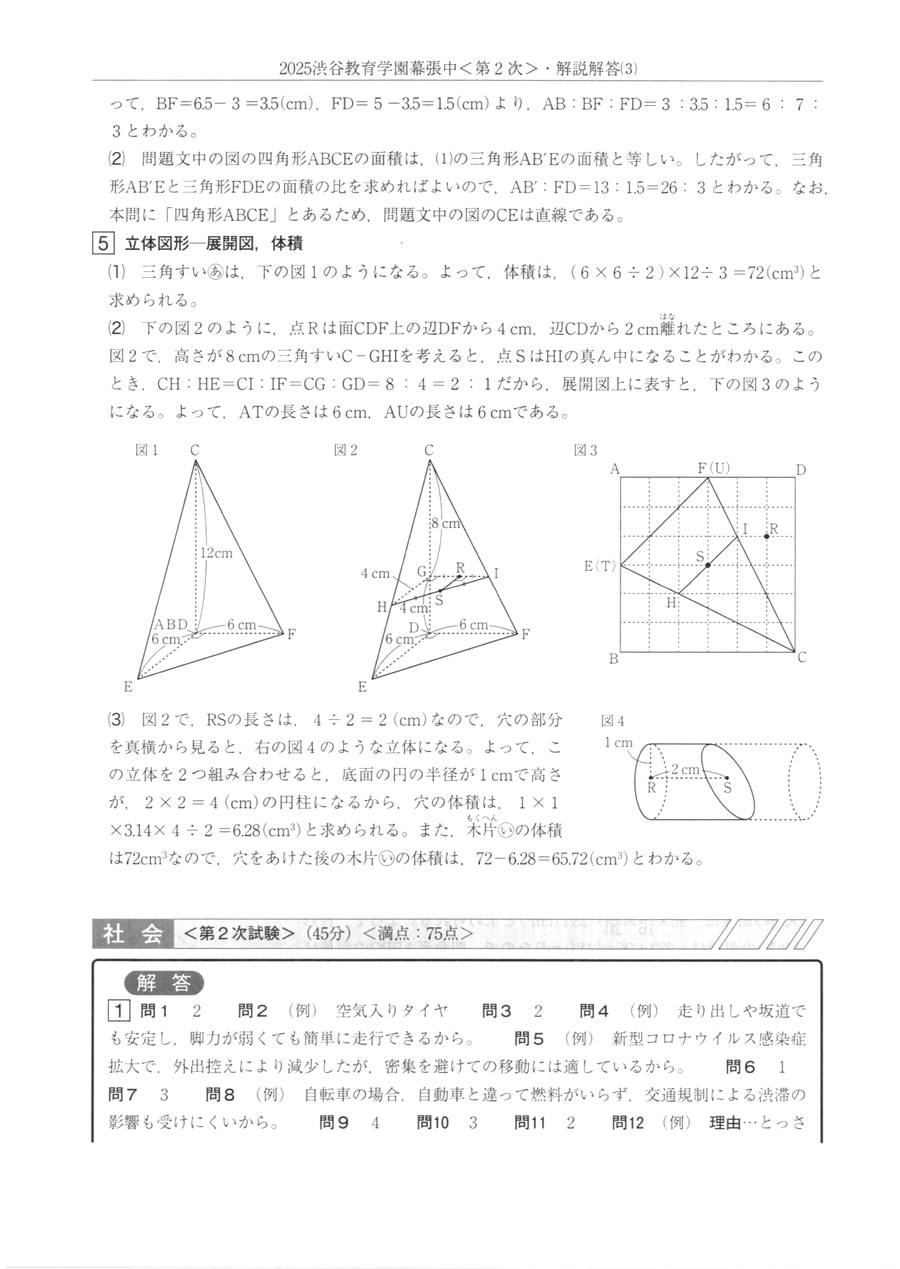 2025渋谷教育学園幕張中＜第２次＞・解説解答(3)
って，BF＝6.5－３＝3.5(cm)，FD＝５－3.5＝1.5(cm)より，AB：BF：FD＝３：3.5：1.5＝６：７：
３とわかる。
(2)　問題文中の図の四角形ABCEの面積は，(1)の三角形AB′Eの面積と等しい。したがって，三角
形AB′Eと三角形FDEの面積の比を求めればよいので，AB′：FD＝13：1.5＝26：３とわかる。なお，
本問に「四角形ABCE」とあるため，問題文中の図のCEは直線である。
5 立体図形―展開図，体積
(1)　三角すい㋐は，下の図１のようになる。よって，体積は，(６×６÷２)×12÷３＝72(cm³)と
求められる。
はな
(2)　下の図２のように，点Ｒは面CDF上の辺DFから４cm，辺CDから２cm離れたところにある。
図２で，高さが８cmの三角すいC－GHIを考えると，点ＳはHIの真ん中になることがわかる。この
とき，CH：HE＝CI：IF＝CG：GD＝８：４＝２：１だから，展開図上に表すと，下の図３のよう
になる。よって，ATの長さは６cm，AUの長さは６cmである。
図１
C
12cm
ABD
6cm
6cm
F
E
図２
C
8cm
4cm
G
R
I
H
4cm
S
D
6cm
6cm
F
E
図３
A
F(U)
D
I
R
E(T)
S
H
B
C
(3)　図２で，RSの長さは，４÷２＝２(cm)なので，穴の部分
を真横から見ると，右の図４のような立体になる。よって，こ
の立体を２つ組み合わせると，底面の円の半径が１cmで高さ
が，２×２＝４(cm)の円柱になるから，穴の体積は，１×１
もくへん
×3.14×４÷２＝6.28(cm³)と求められる。また，木片㋑の体積
は72cm³なので，穴をあけた後の木片㋑の体積は，72－6.28＝65.72(cm³)とわかる。
図４
1cm
2cm
R
S
社会 ＜第２次試験＞（45分）＜満点：75点＞
解答
1 問１　２　　問２　（例）　空気入りタイヤ　　問３　２　　問４　（例）　走り出しや坂道で
も安定し，脚力が弱くても簡単に走行できるから。　　問５　（例）　新型コロナウイルス感染症
拡大で，外出控えにより減少したが，密集を避けての移動には適しているから。　　問６　１
問７　３　　問８　（例）　自転車の場合，自動車と違って燃料がいらず，交通規制による渋滞の
影響も受けにくいから。　　問９　４　　問10　３　　問11　２　　問12　（例）　理由…とっさ